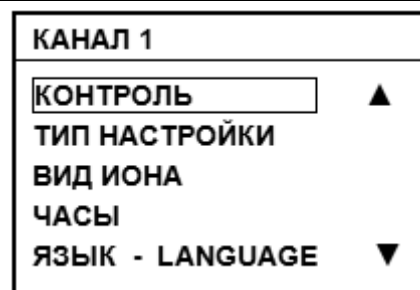 КАНАЛ 1
КОНТРОЛЬ ▲
ТИП НАСТРОЙКИ
ВИД ИОНА
ЧАСЫ
ЯЗЫК - LANGUAGE ▼